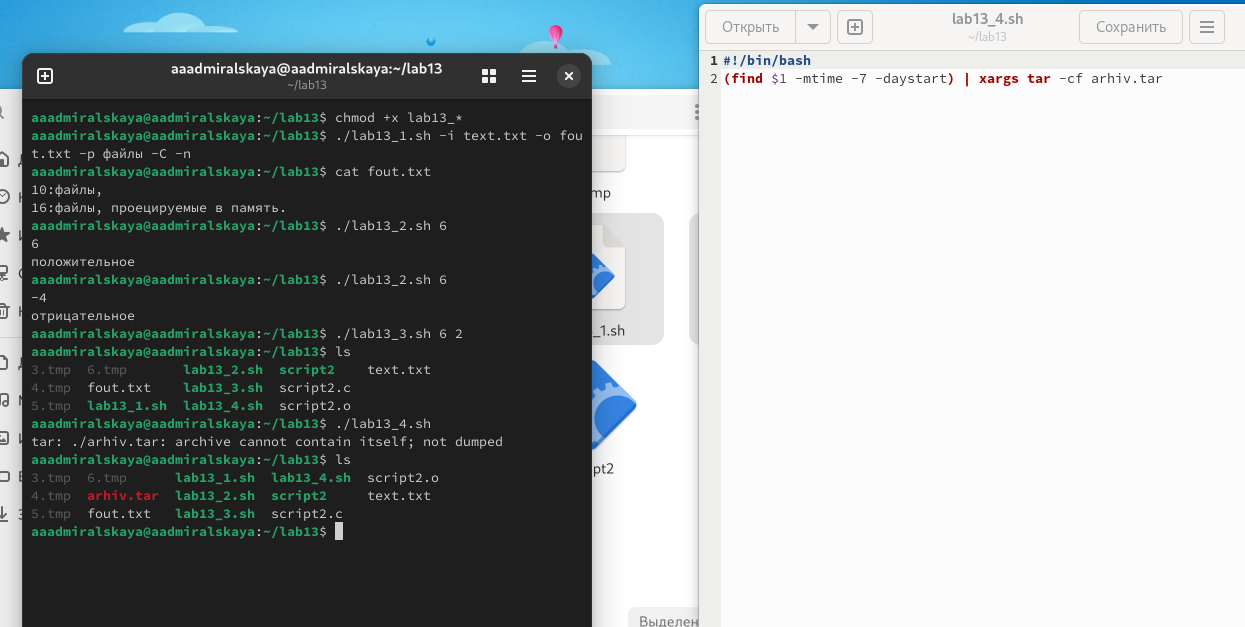 aaadmiralskaya@aadmiralskaya:~/lab13
~/lab13
aaadmiralskaya@aadmiralskaya:~/lab13$ chmod +x lab13_*
aaadmiralskaya@aadmiralskaya:~/lab13$ ./lab13_1.sh -i text.txt -o fou
t.txt -p файлы -C -n
aaadmiralskaya@aadmiralskaya:~/lab13$ cat fout.txt
10:файлы,
16:файлы, проецируемые в память.
aaadmiralskaya@aadmiralskaya:~/lab13$ ./lab13_2.sh 6
6
положительное
aaadmiralskaya@aadmiralskaya:~/lab13$ ./lab13_2.sh 6
-4
отрицательное
aaadmiralskaya@aadmiralskaya:~/lab13$ ./lab13_3.sh 6 2
aaadmiralskaya@aadmiralskaya:~/lab13$ ls
3.tmp 6.tmp lab13_2.sh script2 text.txt
4.tmp fout.txt lab13_3.sh script2.c
5.tmp lab13_1.sh lab13_4.sh script2.o
aaadmiralskaya@aadmiralskaya:~/lab13$ ./lab13_4.sh
tar: ./arhiv.tar: archive cannot contain itself; not dumped
aaadmiralskaya@aadmiralskaya:~/lab13$ ls
3.tmp 6.tmp lab13_1.sh lab13_4.sh script2.o
4.tmp arhiv.tar lab13_2.sh script2 text.txt
5.tmp fout.txt lab13_3.sh script2.c
aaadmiralskaya@aadmiralskaya:~/lab13$
mp
_1.sh
pt2
Выделен
Открыть
lab13_4.sh
~/lab13
Сохранить
1 #!/bin/bash
2 (find $1 -mtime -7 -daystart) | xargs tar -cf arhiv.tar